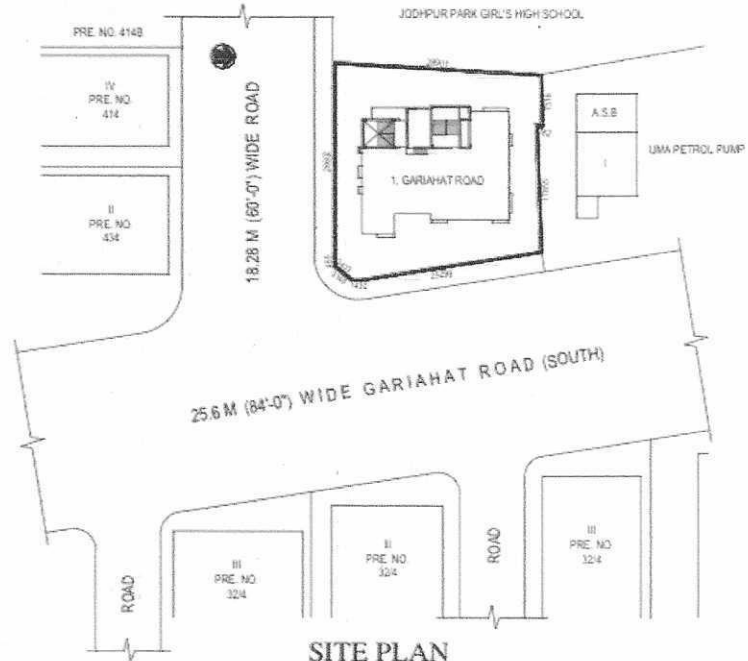 JODHPUR PARK GIRL'S HIGH SCHOOL
PRE. NO. 414B
IV
PRE. NO.
414
18.28 M (60'-0") WIDE ROAD
A.S.B
I
UMA PETROL PUMP
1, GARIAHAT ROAD
II
PRE. NO.
434
25.6 M (84'-0") WIDE GARIAHAT ROAD (SOUTH)
ROAD
III
PRE. NO
32/4
II
PRE. NO
32/4
ROAD
III
PRE. NO
32/4
SITE PLAN